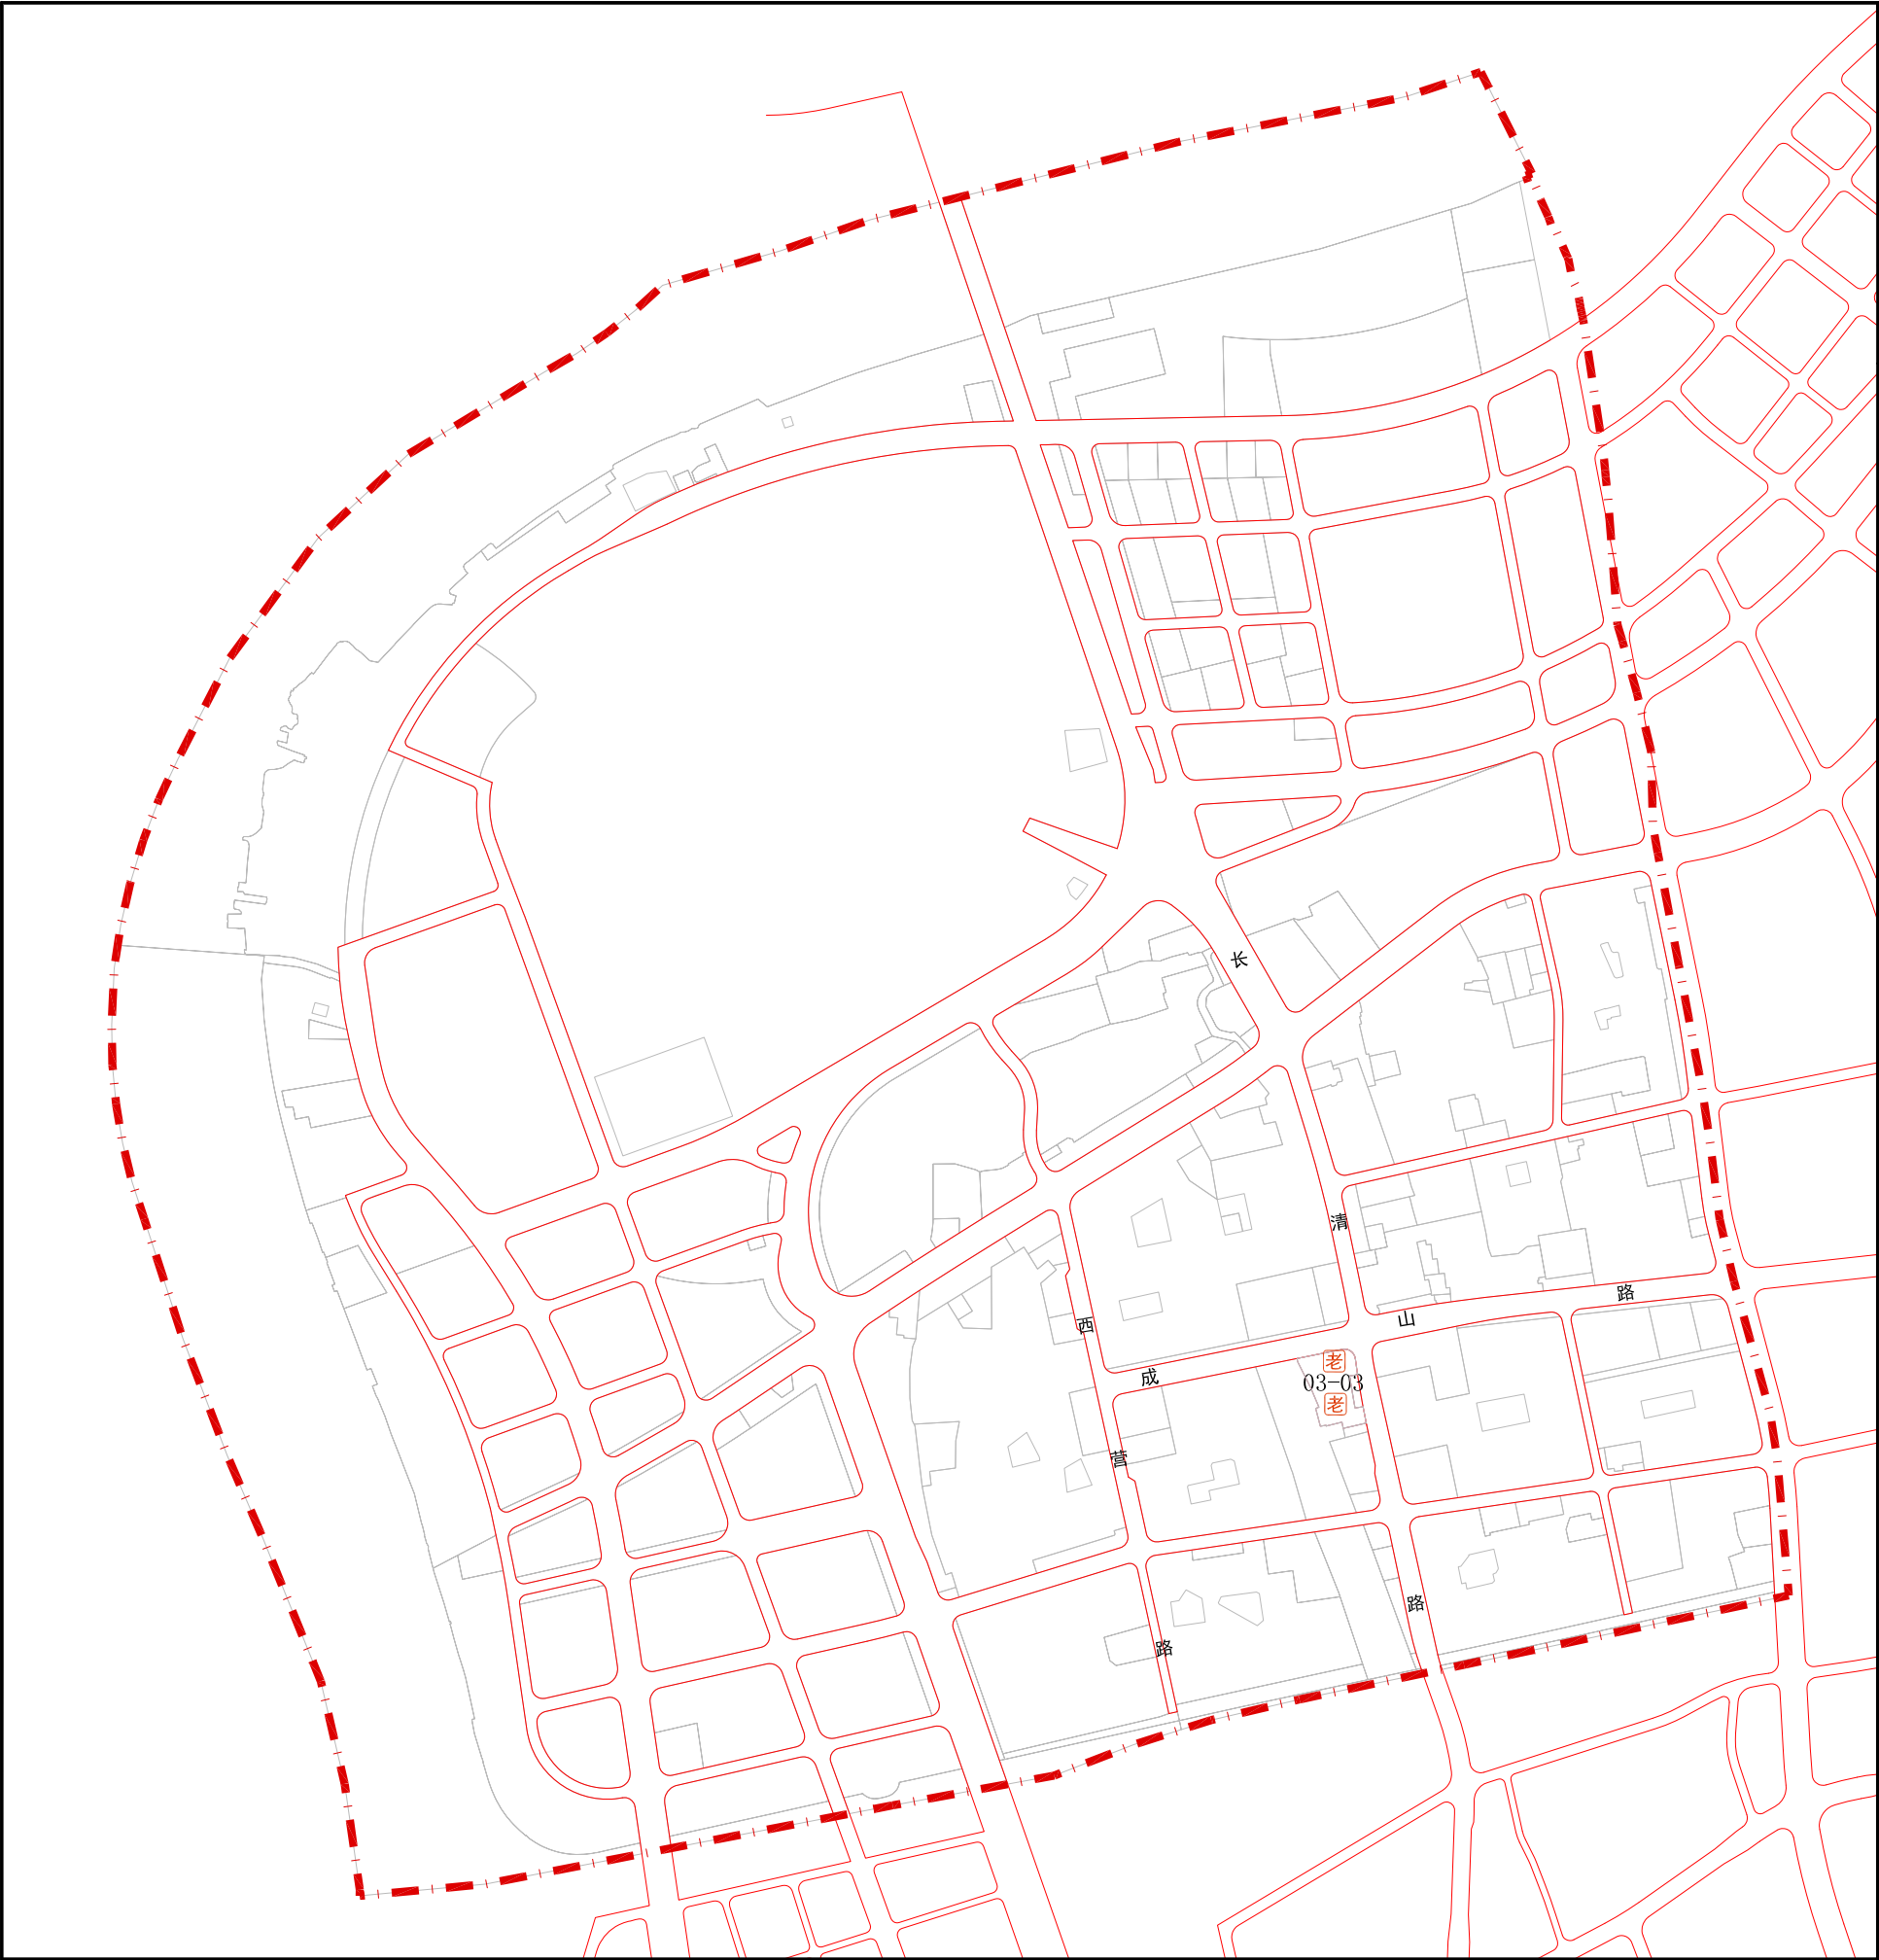 长
清
路
山
西
成
老
03-03
老
营
路
路